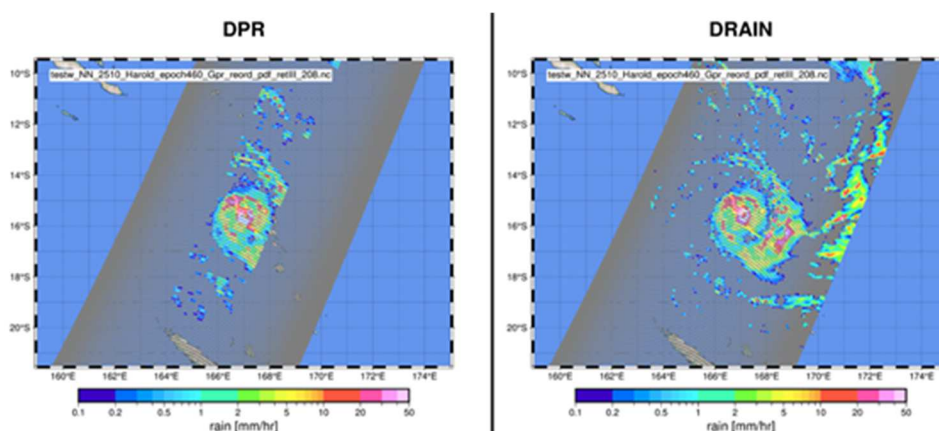 DPR
DRAIN
testw_NN_2510_Harold_epoch460_Gpr_reord_pdf_retIII_208.nc
testw_NN_2510_Harold_epoch460_Gpr_reord_pdf_retIII_208.nc
10°S
12°S
14°S
16°S
18°S
20°S
10°S
12°S
14°S
16°S
18°S
20°S
160°E 162°E 164°E 166°E 168°E 170°E 172°E 174°E
160°E 162°E 164°E 166°E 168°E 170°E 172°E 174°E
0.1 0.2 0.5 1 2 5 10 20 50
0.1 0.2 0.5 1 2 5 10 20 50
rain [mm/hr]
rain [mm/hr]